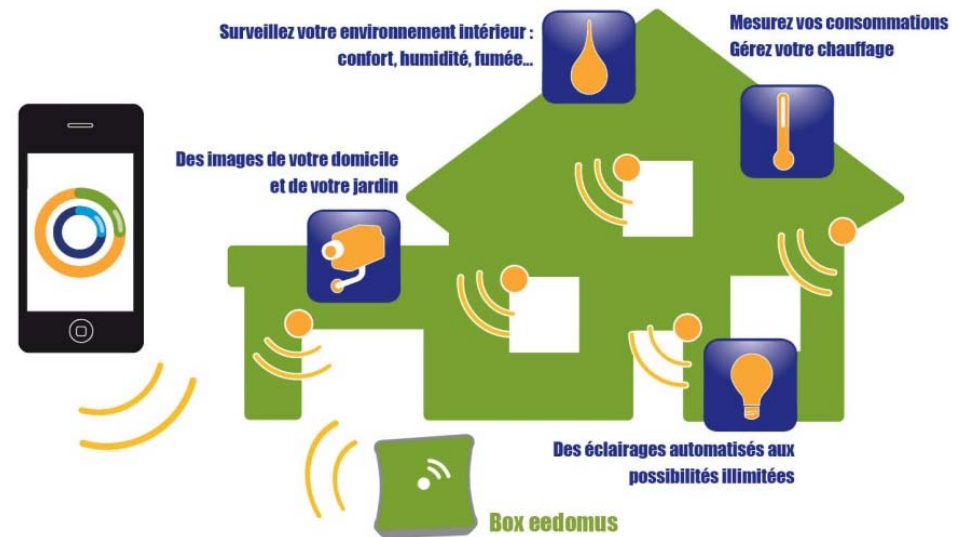 Surveillez votre environnement intérieur :
confort, humidité, fumée...
Mesurez vos consommations
Gérez votre chauffage
Des images de votre domicile
et de votre jardin
Des éclairages automatisés aux
possibilités illimitées
Box eedomus